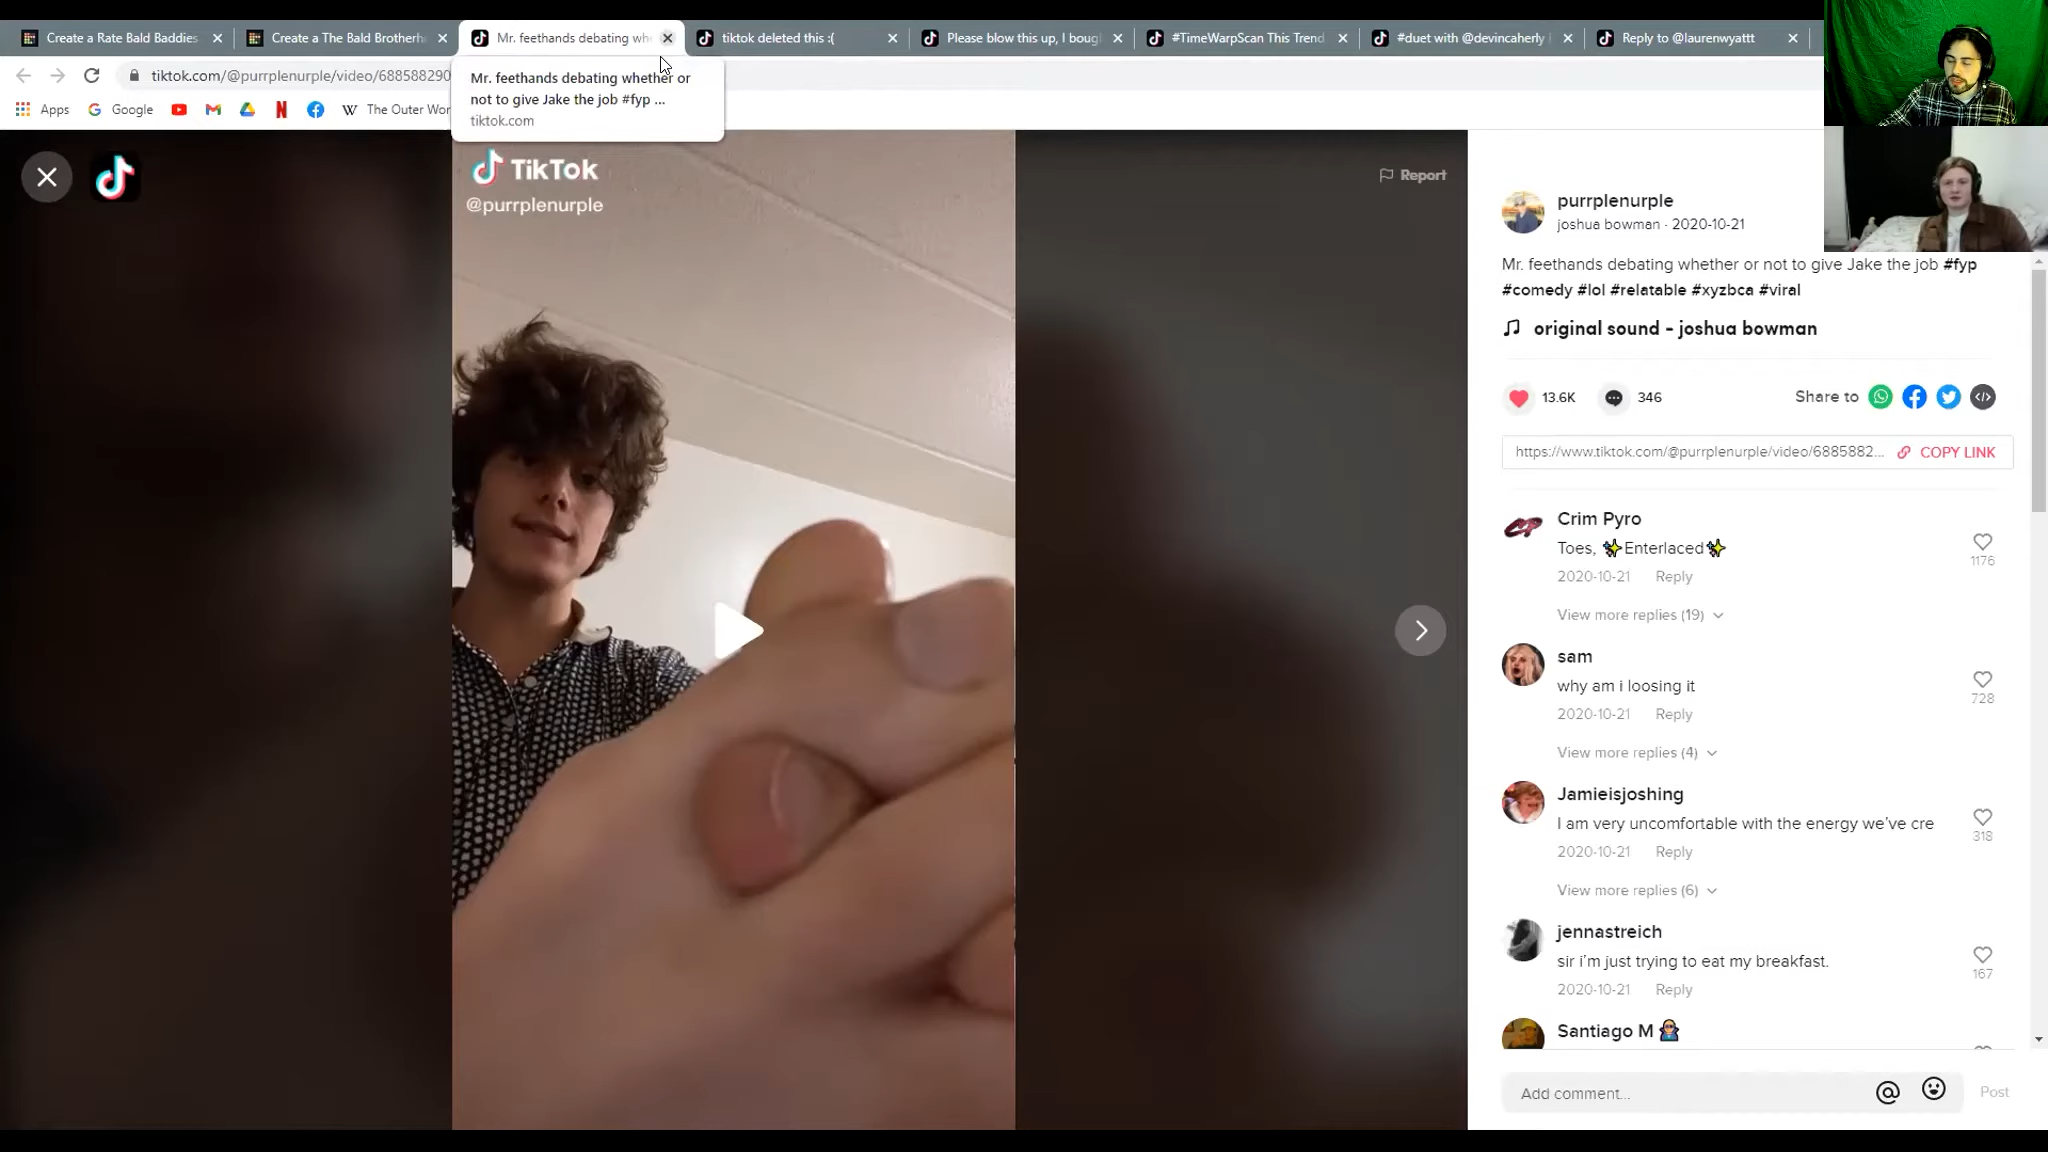 Create a Rate Bald Baddies
Create a The Bald Brotherh
Mr. feethands debating whe
tiktok deleted this :(
Please blow this up, I boug
#TimeWarpScan This Trend
#duet with @devincaherly
Reply to @laurenwyattt
tiktok.com/@purrplenurple/video/688588290
Mr. feethands debating whether or
not to give Jake the job #fyp ...
tiktok.com
Apps
Google
The Outer Wor
TikTok
@purrplenurple
Report
purrplenurple
joshua bowman · 2020-10-21
Mr. feethands debating whether or not to give Jake the job #fyp
#comedy #lol #relatable #xyzbca #viral
original sound - joshua bowman
13.6K
346
Share to
https://www.tiktok.com/@purrplenurple/video/6885882...
COPY LINK
Crim Pyro
Toes, ✨Enterlaced✨
1176
2020-10-21 Reply
View more replies (19)
sam
why am i loosing it
728
2020-10-21 Reply
View more replies (4)
Jamieisjoshing
I am very uncomfortable with the energy we've cre
318
2020-10-21 Reply
View more replies (6)
jennastreich
sir i'm just trying to eat my breakfast.
167
2020-10-21 Reply
Santiago M
Add comment...
Post